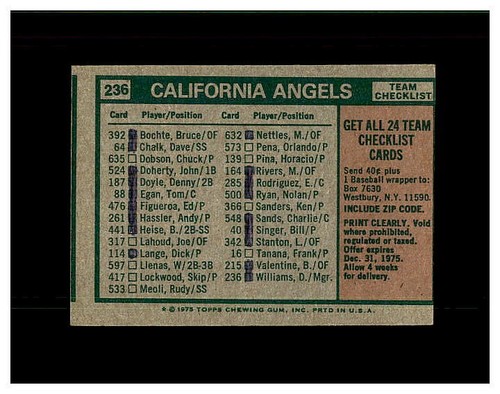 236 CALIFORNIA ANGELS TEAM CHECKLIST
Card Player/Position Card Player/Position
392 Bochte, Bruce/OF 632 Nettles, M./OF
64 Chalk, Dave/SS 573 Pena, Orlando/P
635 Dobson, Chuck/P 139 Pina, Horacio/P
524 Doherty, John/1B 164 Rivers, M./OF
187 Doyle, Denny/2B 285 Rodriguez, E./C
88 Egan, Tom/C 500 Ryan, Nolan/P
476 Figueroa, Ed/P 366 Sanders, Ken/P
261 Hassler, Andy/P 548 Sands, Charlie/C
441 Heise, B./2B-SS 40 Singer, Bill/P
317 Lahoud, Joe/OF 342 Stanton, L./OF
114 Lange, Dick/P 16 Tanana, Frank/P
597 Llenas, W/2B-3B 215 Valentine, B./OF
417 Lockwood, Skip/P 236 Williams, D./Mgr.
533 Meoli, Rudy/SS
GET ALL 24 TEAM
CHECKLIST
CARDS
Send 40¢ plus
1 Baseball wrapper to:
Box 7630
Westbury, N.Y. 11590.
INCLUDE ZIP CODE.
PRINT CLEARLY. Void
where prohibited,
regulated or taxed.
Offer expires
Dec. 31, 1975.
Allow 4 weeks
for delivery.
* © 1975 TOPPS CHEWING GUM, INC. PRTD IN U.S.A.